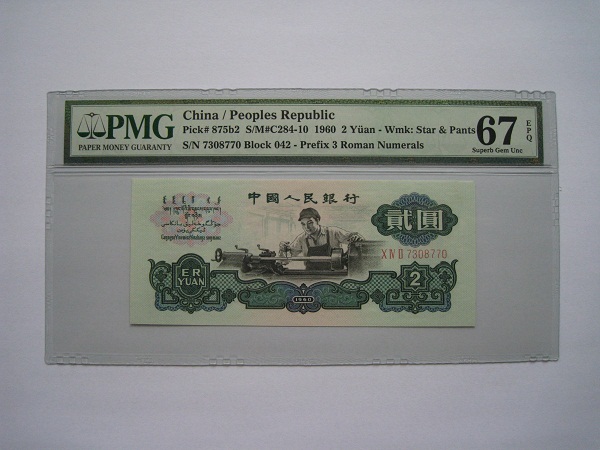 PMG
PAPER MONEY GUARANTY
China / Peoples Republic
Pick# 875b2 S/M#C284-10 1960 2 Yüan - Wmk: Star & Pants
S/N 7308770 Block 042 - Prefix 3 Roman Numerals
67 EPQ
Superb Gem Unc
中國人民銀行
貳圓
X IV II 7308770
ER
YUAN
1960
2